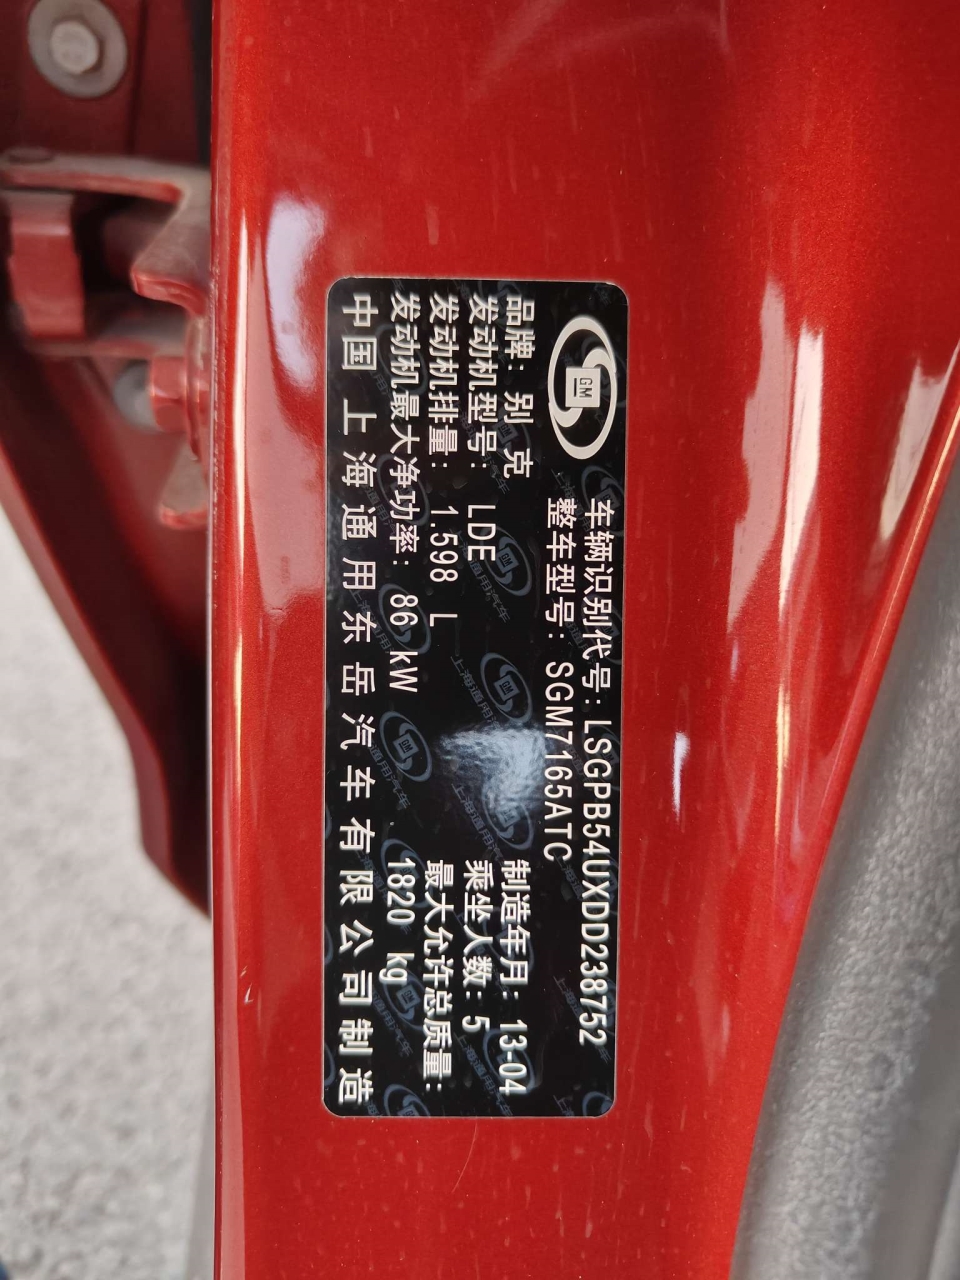 GM
车辆识别代号: LSGPB54UXDD238752
整车型号: SGM7165ATC
品牌: 别克 制造年月: 13-04
发动机型号: LDE 乘坐人数: 5
发动机排量: 1.598 L 最大允许总质量:
发动机最大净功率: 86 kW 1820 kg
中国 上海通用东岳汽车有限公司制造